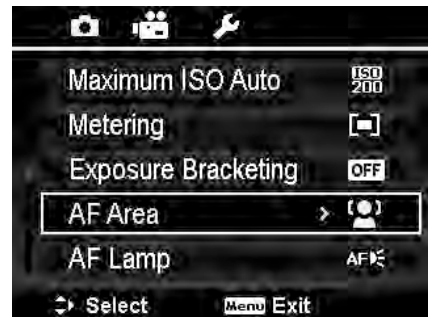 Maximum ISO Auto ISO 200
Metering
Exposure Bracketing OFF
AF Area >
AF Lamp AF
Select Menu Exit